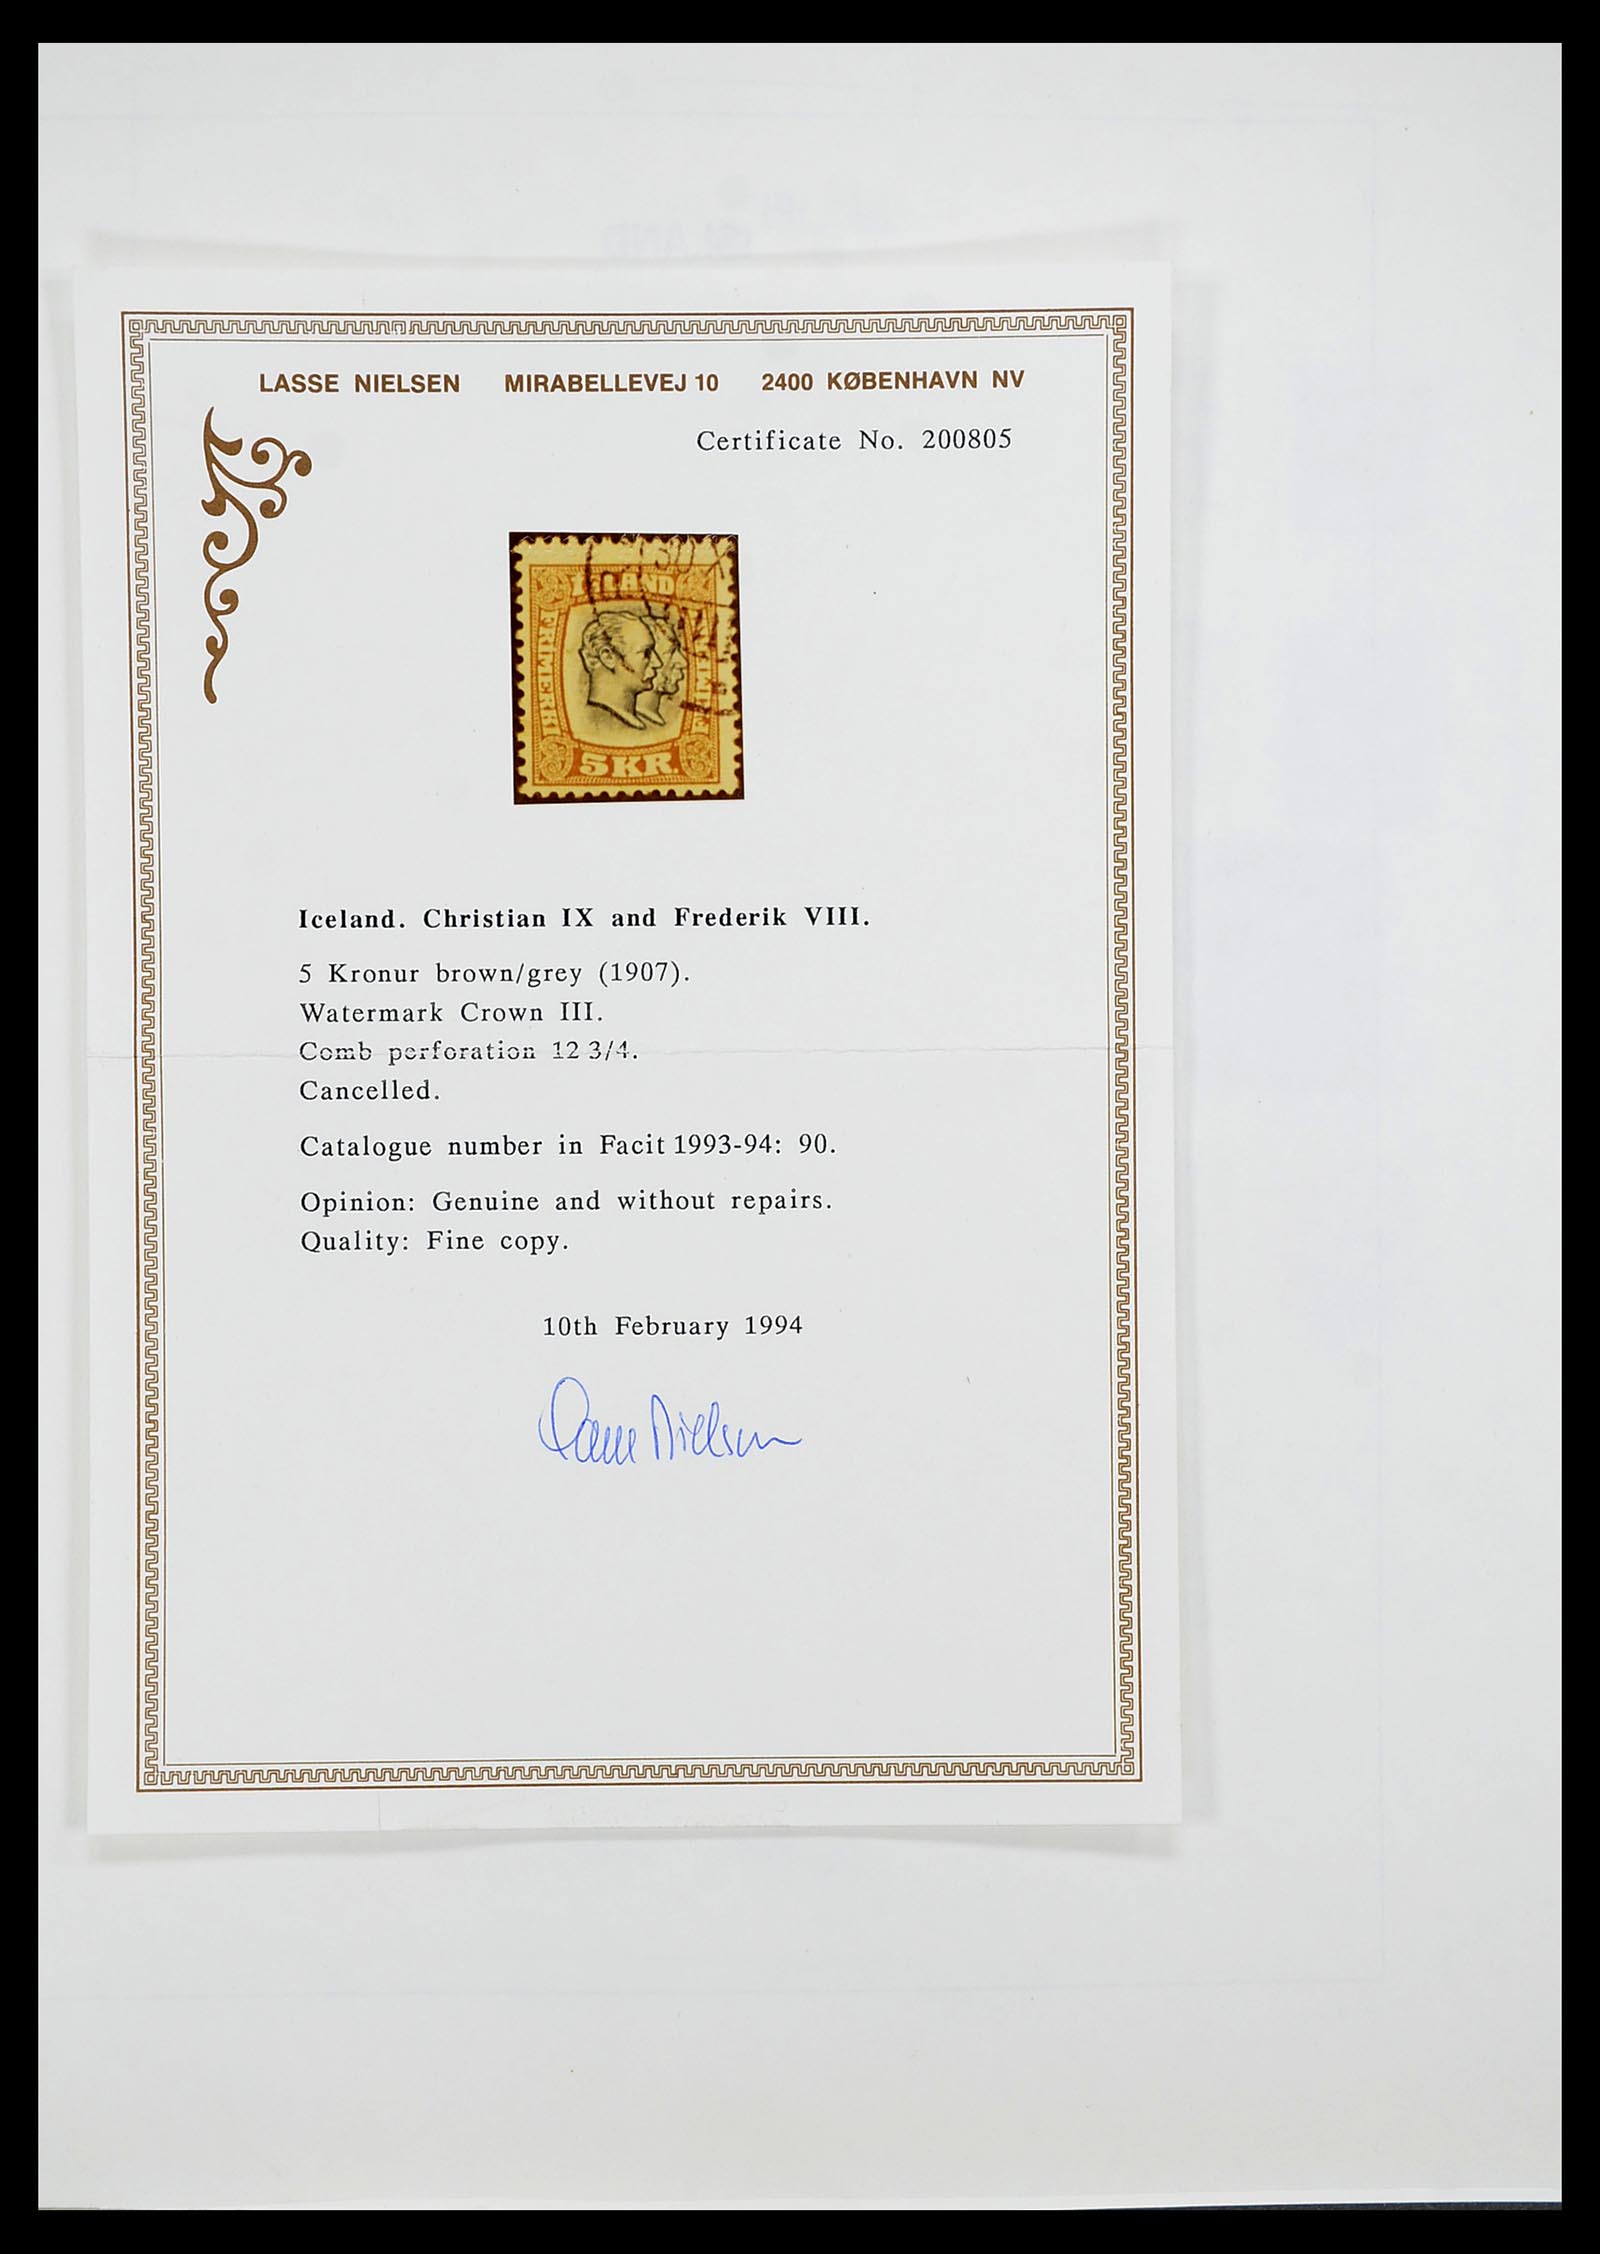 LASSE NIELSEN MIRABELLEVEJ 10 2400 KØBENHAVN NV
Certificate No. 200805
ISLAND
FRIMERKI
5 KR.
Iceland. Christian IX and Frederik VIII.
5 Kronur brown/grey (1907).
Watermark Crown III.
Comb perforation 12 3/4.
Cancelled.
Catalogue number in Facit 1993-94: 90.
Opinion: Genuine and without repairs.
Quality: Fine copy.
10th February 1994
Lasse Nielsen